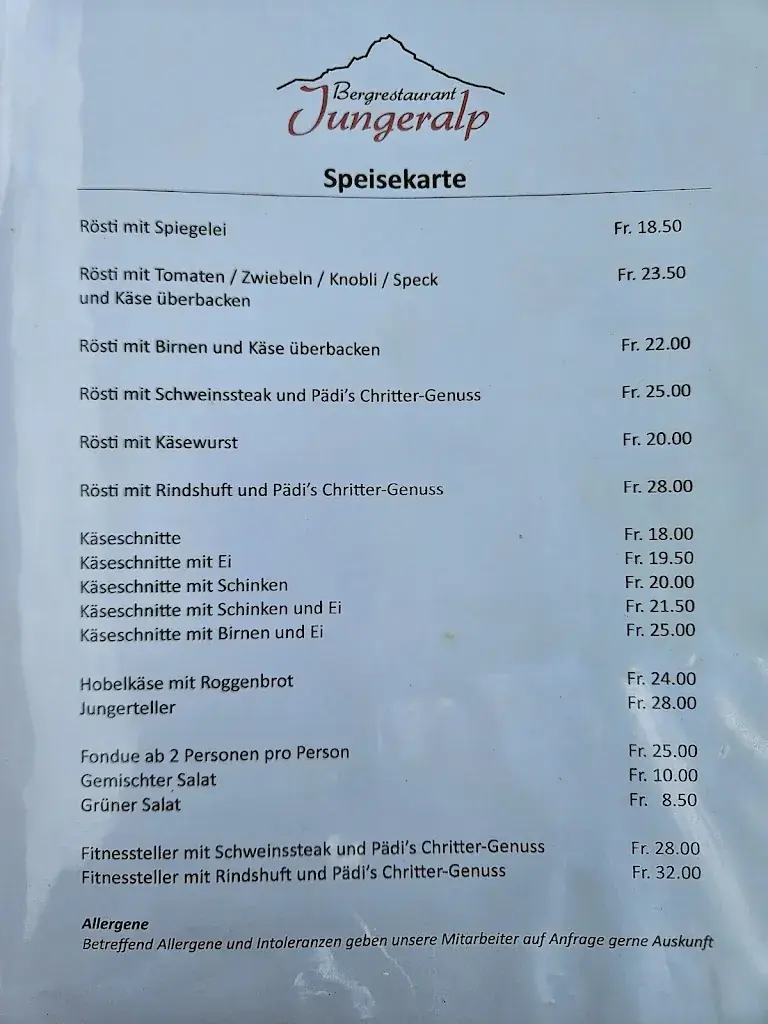 Bergrestaurant
Jungeralp
Speisekarte
Rösti mit Spiegelei Fr. 18.50
Rösti mit Tomaten / Zwiebeln / Knobli / Speck Fr. 23.50
und Käse überbacken
Rösti mit Birnen und Käse überbacken Fr. 22.00
Rösti mit Schweinssteak und Pädi's Chritter-Genuss Fr. 25.00
Rösti mit Käsewurst Fr. 20.00
Rösti mit Rindshuft und Pädi's Chritter-Genuss Fr. 28.00
Käseschnitte Fr. 18.00
Käseschnitte mit Ei Fr. 19.50
Käseschnitte mit Schinken Fr. 20.00
Käseschnitte mit Schinken und Ei Fr. 21.50
Käseschnitte mit Birnen und Ei Fr. 25.00
Hobelkäse mit Roggenbrot Fr. 24.00
Jungerteller Fr. 28.00
Fondue ab 2 Personen pro Person Fr. 25.00
Gemischter Salat Fr. 10.00
Grüner Salat Fr. 8.50
Fitnessteller mit Schweinssteak und Pädi's Chritter-Genuss Fr. 28.00
Fitnessteller mit Rindshuft und Pädi's Chritter-Genuss Fr. 32.00
Allergene
Betreffend Allergene und Intoleranzen geben unsere Mitarbeiter auf Anfrage gerne Auskunft